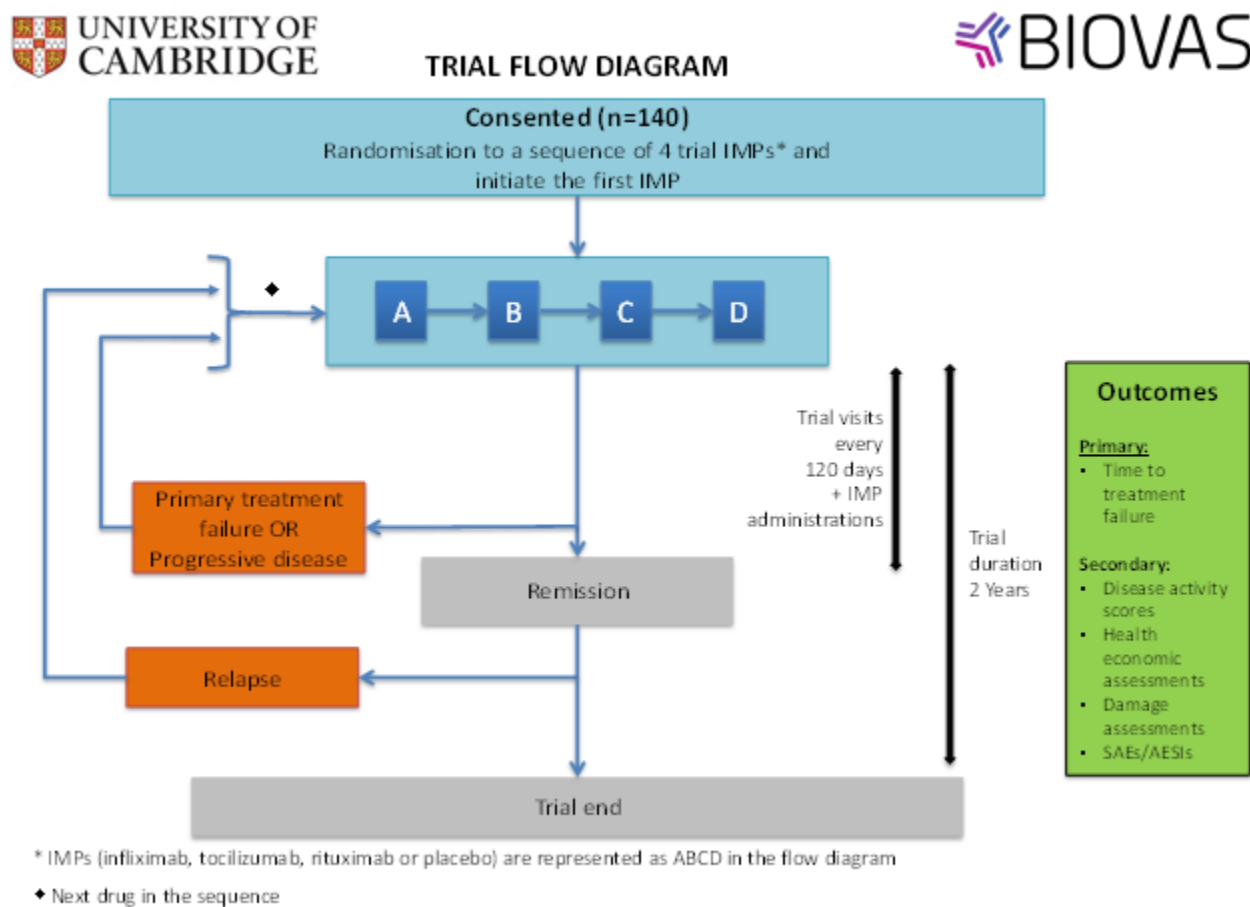 UNIVERSITY OF
CAMBRIDGE
BIOVAS
TRIAL FLOW DIAGRAM
Consented (n=140)
Randomisation to a sequence of 4 trial IMPs* and
initiate the first IMP
◆
A
B
C
D
Trial visits
every
120 days
+ IMP
administrations
Trial
duration
2 Years
Primary treatment
failure OR
Progressive disease
Remission
Relapse
Trial end
Outcomes
Primary:
• Time to
treatment
failure
Secondary:
• Disease activity
scores
• Health
economic
assessments
• Damage
assessments
• SAEs/AESIs
* IMPs (infliximab, tocilizumab, rituximab or placebo) are represented as ABCD in the flow diagram
◆ Next drug in the sequence